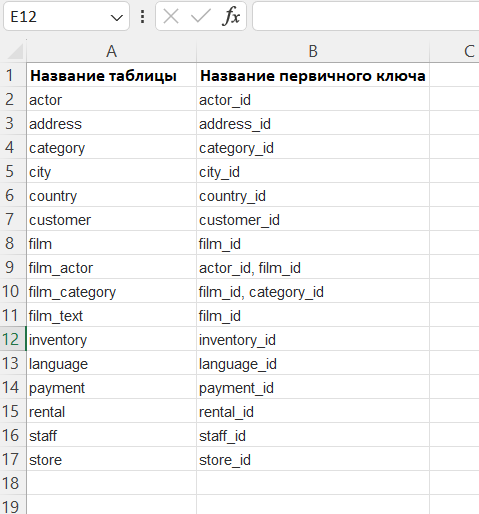 E12
fx
A B C
1 Название таблицы Название первичного ключа
2 actor actor_id
3 address address_id
4 category category_id
5 city city_id
6 country country_id
7 customer customer_id
8 film film_id
9 film_actor actor_id, film_id
10 film_category film_id, category_id
11 film_text film_id
12 inventory inventory_id
13 language language_id
14 payment payment_id
15 rental rental_id
16 staff staff_id
17 store store_id
18
19